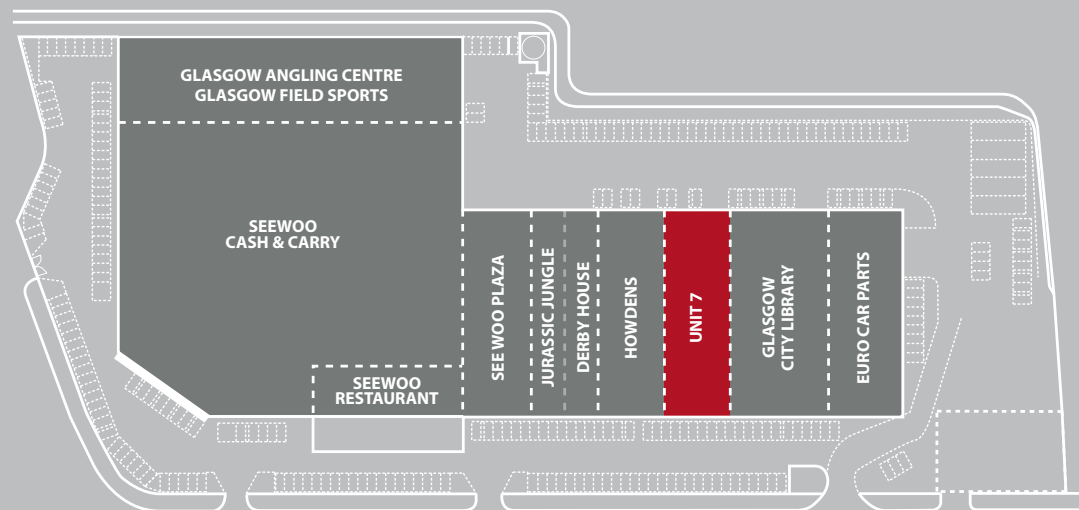 GLASGOW ANGLING CENTRE
GLASGOW FIELD SPORTS
SEEWOO
CASH & CARRY
SEEWOO
RESTAURANT
SEE WOO PLAZA
JURASSIC JUNGLE
DERBY HOUSE
HOWDENS
UNIT 7
GLASGOW
CITY LIBRARY
EURO CAR PARTS